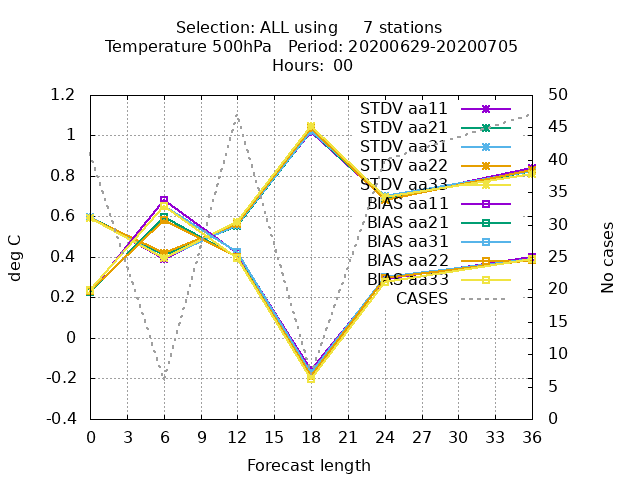 Selection: ALL using 7 stations
Temperature 500hPa Period: 20200629-20200705
Hours: 00
1.2
1
0.8
0.6
0.4
0.2
0
-0.2
-0.4
deg C
50
45
40
35
30
25
20
15
10
5
0
No cases
STDV aa11
STDV aa21
STDV aa31
STDV aa22
STDV aa33
BIAS aa11
BIAS aa21
BIAS aa31
BIAS aa22
BIAS aa33
CASES
0 3 6 9 12 15 18 21 24 27 30 33 36
Forecast length